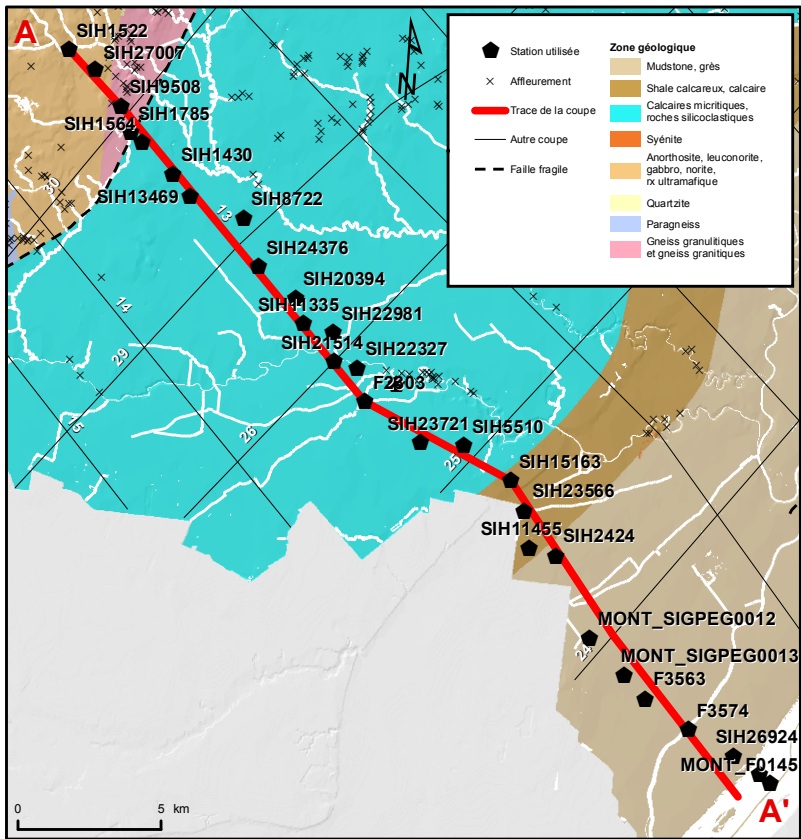 A
SIH1522
SIH27007
SIH9508
SIH1785
SIH1564
SIH1430
SIH13469
SIH8722
SIH24376
SIH20394
SIH11335
SIH22981
SIH21514
SIH22327
F2803
SIH23721
SIH5510
SIH15163
SIH23566
SIH11455
SIH2424
MONT_SIGPEG0012
MONT_SIGPEG0013
F3563
F3574
SIH26924
MONT_F0145
A'
30
13
14
29
15
26
25
24
N
Station utilisée
Affleurement
Trace de la coupe
Autre coupe
Faille fragile
Zone géologique
Mudstone, grès
Shale calcareux, calcaire
Calcaires micritiques,
roches silicoclastiques
Syénite
Anorthosite, leuconorite,
gabbro, norite,
rx ultramafique
Quartzite
Paragneiss
Gneiss granulitiques
et gneiss granitiques
0 5 km